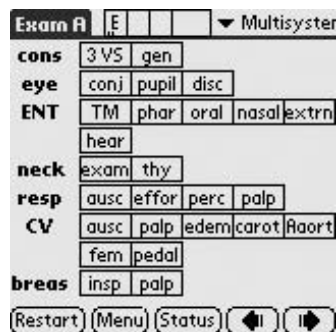 Exam A E Multisystem
cons 3 VS gen
eye conj pupil disc
ENT TM phar oral nasal extrn
hear
neck exam thy
resp ausc effor perc palp
CV ausc palp edem carot Aaort
fem pedal
breas insp palp
Restart Menu Status